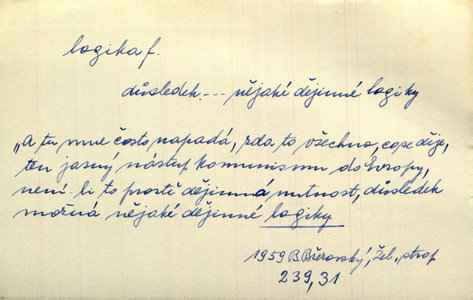 logika f.
důsledek --- nějaké dějinné logiky
„A tu mne často napadá, zda to všechno, co se děje,
ten jasný nástup komunismu do Evropy,
není-li to prostě dějinná nutnost, důsledek
možná nějaké dějinné logiky
1959 B. Březovský, Žel. strop
239,31